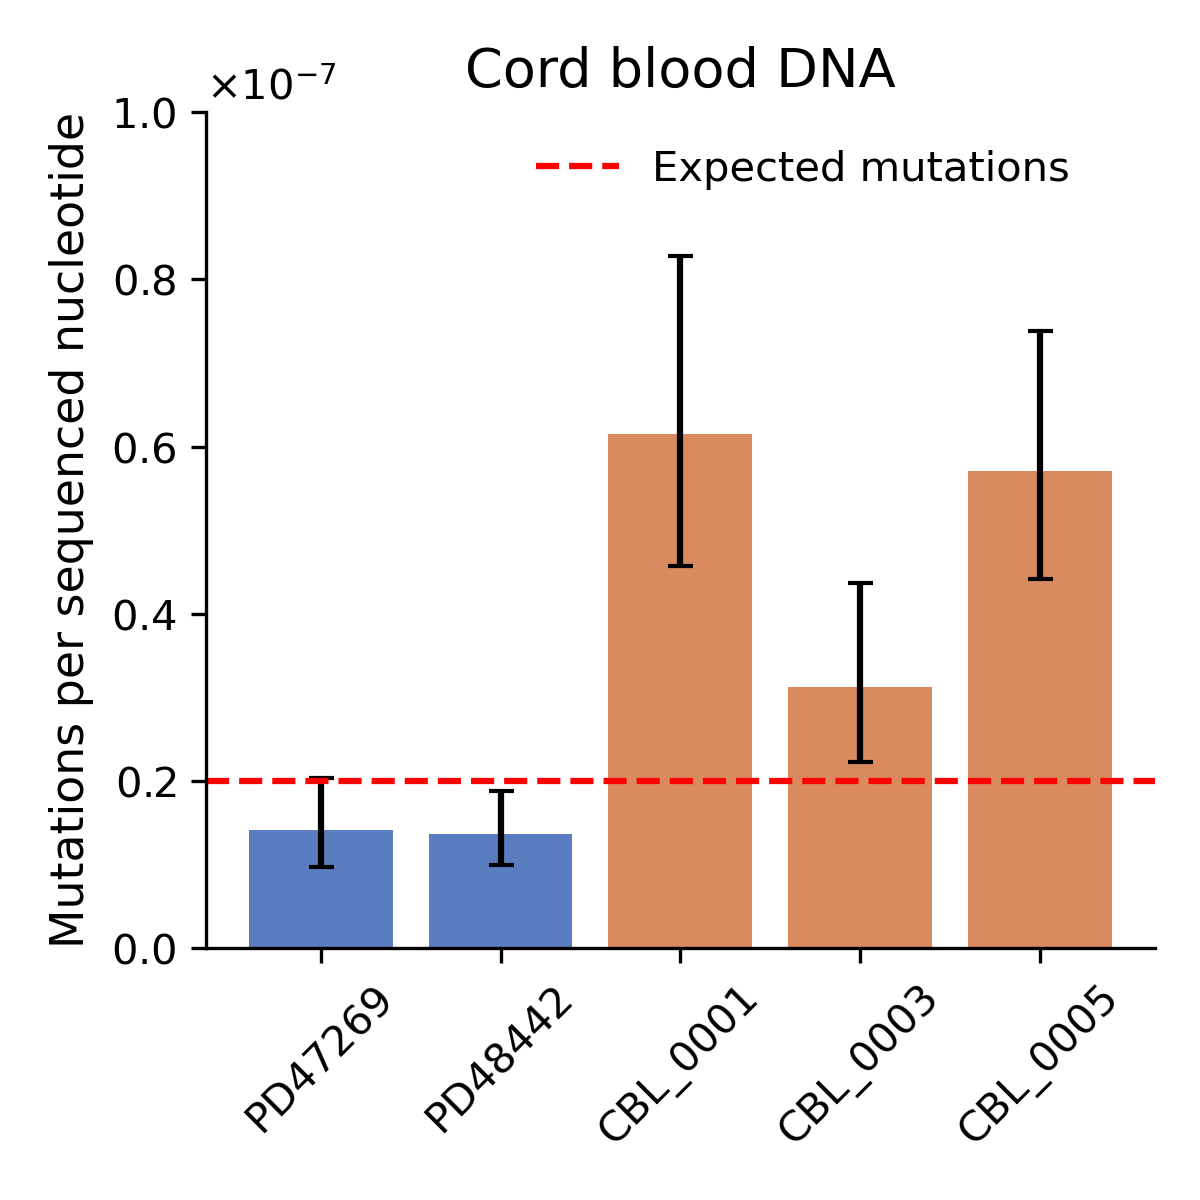 Cord blood DNA
×10⁻⁷
Mutations per sequenced nucleotide
1.0
0.8
0.6
0.4
0.2
0.0
Expected mutations
PD47269
PD48442
CBL_0001
CBL_0003
CBL_0005